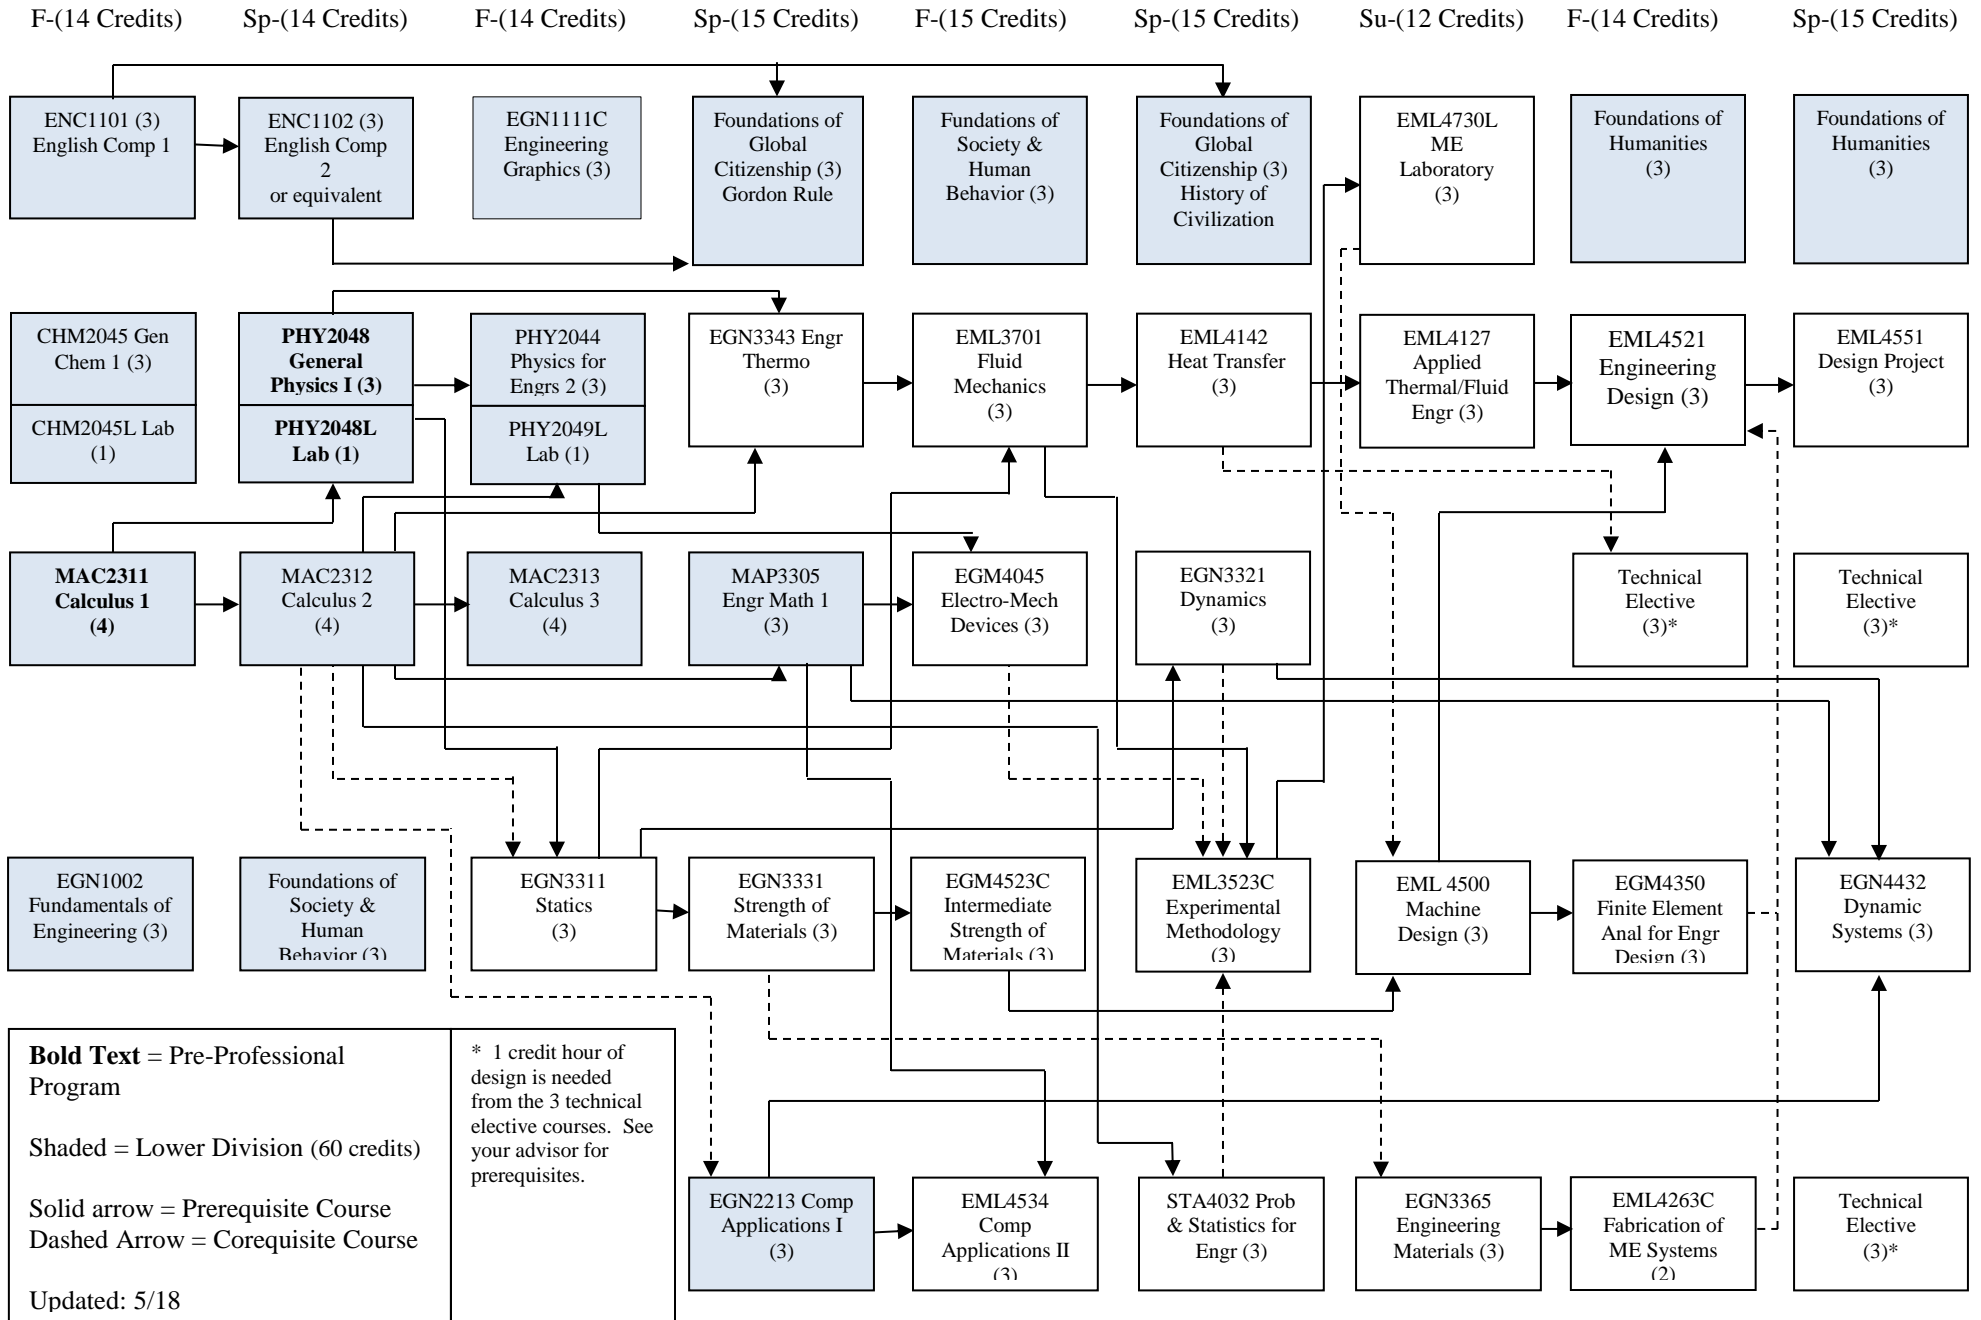 F-(14 Credits)
Sp-(14 Credits)
F-(14 Credits)
Sp-(15 Credits)
F-(15 Credits)
Sp-(15 Credits)
Su-(12 Credits)
F-(14 Credits)
Sp-(15 Credits)
ENC1101 (3)
English Comp 1
ENC1102 (3)
English Comp
2
or equivalent
EGN1111C
Engineering
Graphics (3)
Foundations of
Global
Citizenship (3)
Gordon Rule
Fundations of
Society &
Human
Behavior (3)
Foundations of
Global
Citizenship (3)
History of
Civilization
EML4730L
ME
Laboratory
(3)
Foundations of
Humanities
(3)
Foundations of
Humanities
(3)
CHM2045 Gen
Chem 1 (3)
CHM2045L Lab
(1)
PHY2048
General
Physics I (3)
PHY2048L
Lab (1)
PHY2044
Physics for
Engrs 2 (3)
PHY2049L
Lab (1)
EGN3343 Engr
Thermo
(3)
EML3701
Fluid
Mechanics
(3)
EML4142
Heat Transfer
(3)
EML4127
Applied
Thermal/Fluid
Engr (3)
EML4521
Engineering
Design (3)
EML4551
Design Project
(3)
MAC2311
Calculus 1
(4)
MAC2312
Calculus 2
(4)
MAC2313
Calculus 3
(4)
MAP3305
Engr Math 1
(3)
EGM4045
Electro-Mech
Devices (3)
EGN3321
Dynamics
(3)
Technical
Elective
(3)*
Technical
Elective
(3)*
EGN1002
Fundamentals of
Engineering (3)
Foundations of
Society &
Human
Behavior (3)
EGN3311
Statics
(3)
EGN3331
Strength of
Materials (3)
EGM4523C
Intermediate
Strength of
Materials (3)
EML3523C
Experimental
Methodology
(3)
EML 4500
Machine
Design (3)
EGM4350
Finite Element
Anal for Engr
Design (3)
EGN4432
Dynamic
Systems (3)
Bold Text = Pre-Professional
Program
Shaded = Lower Division (60 credits)
Solid arrow = Prerequisite Course
Dashed Arrow = Corequisite Course
Updated: 5/18
* 1 credit hour of
design is needed
from the 3 technical
elective courses. See
your advisor for
prerequisites.
EGN2213 Comp
Applications I
(3)
EML4534
Comp
Applications II
(3)
STA4032 Prob
& Statistics for
Engr (3)
EGN3365
Engineering
Materials (3)
EML4263C
Fabrication of
ME Systems
(2)
Technical
Elective
(3)*